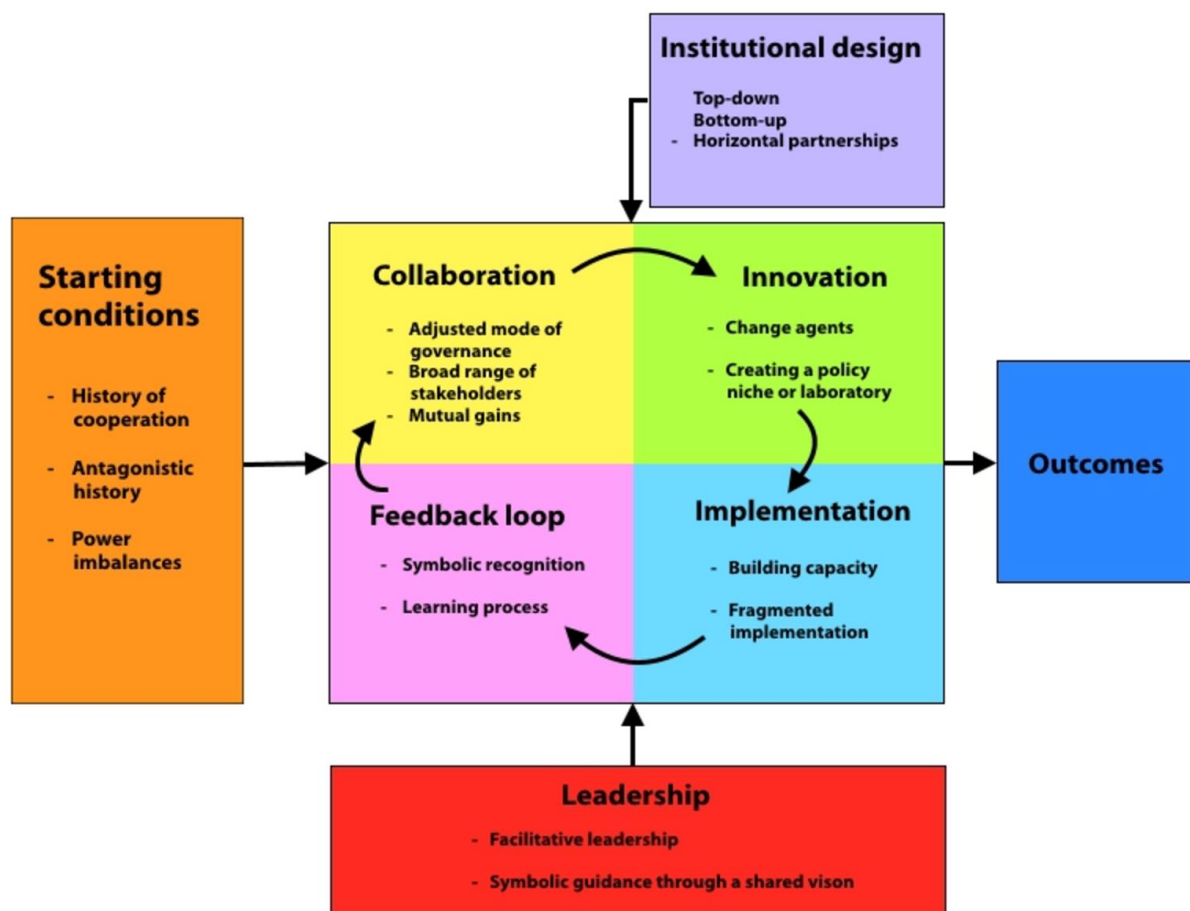 Institutional design
Top-down
Bottom-up
- Horizontal partnerships
Starting
conditions
- History of
cooperation
- Antagonistic
history
- Power
imbalances
Collaboration
- Adjusted mode of
governance
- Broad range of
stakeholders
- Mutual gains
Innovation
- Change agents
- Creating a policy
niche or laboratory
Feedback loop
- Symbolic recognition
- Learning process
Implementation
- Building capacity
- Fragmented
implementation
Outcomes
Leadership
- Facilitative leadership
- Symbolic guidance through a shared vison